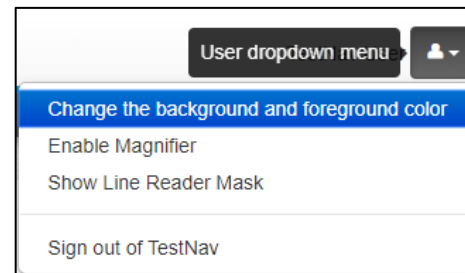 User dropdown menu
Change the background and foreground color
Enable Magnifier
Show Line Reader Mask
Sign out of TestNav